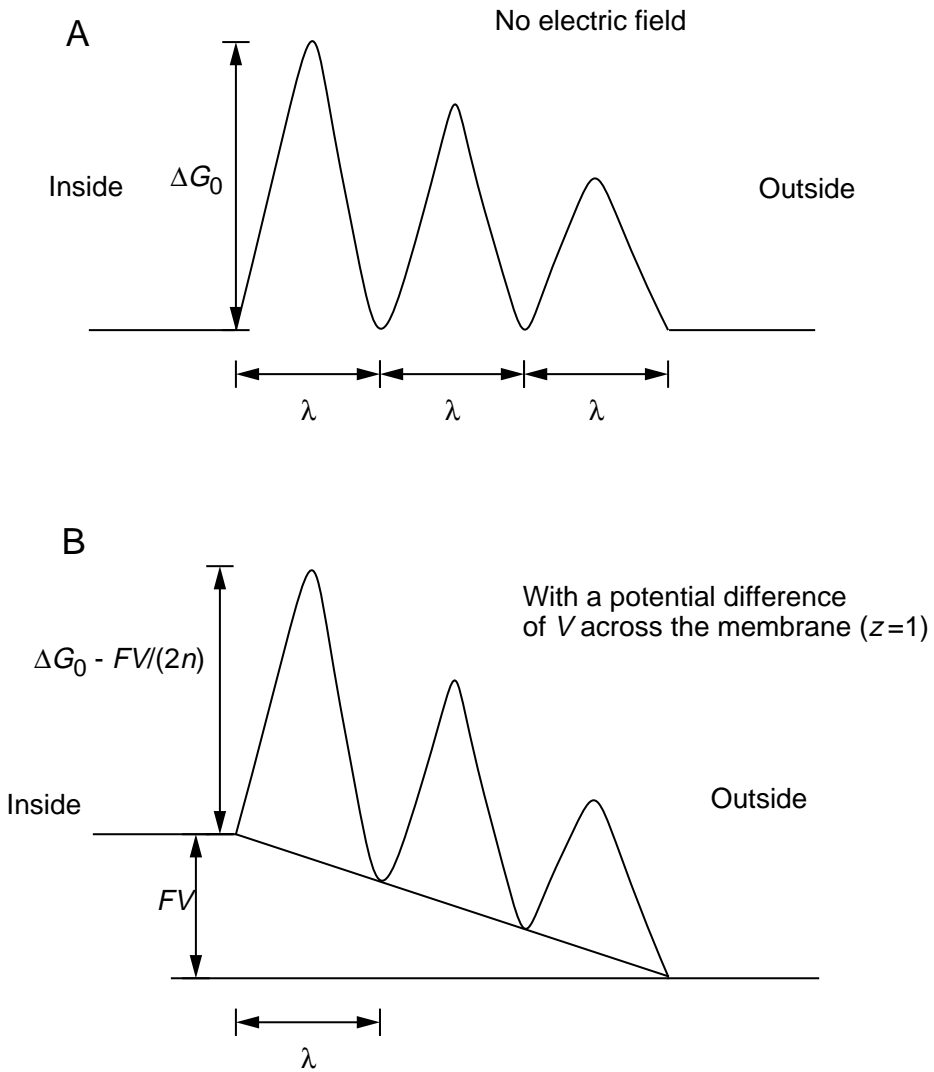 A
No electric field
Inside
ΔG0
Outside
λ
λ
λ
B
With a potential difference
of V across the membrane (z=1)
ΔG0 - FV/(2n)
Inside
Outside
FV
λ